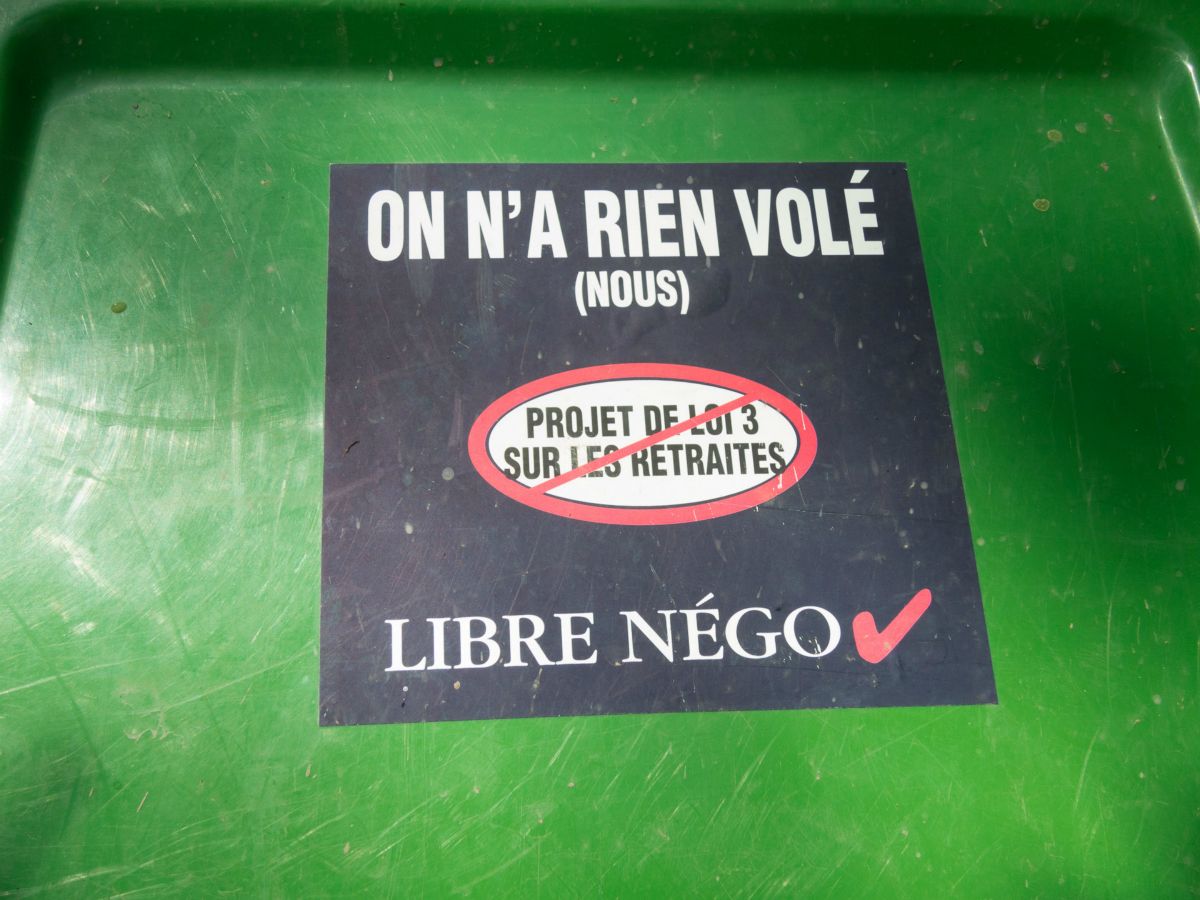 ON N'A RIEN VOLÉ
(NOUS)
PROJET DE LOI 3
SUR LES RETRAITES
LIBRE NÉGO